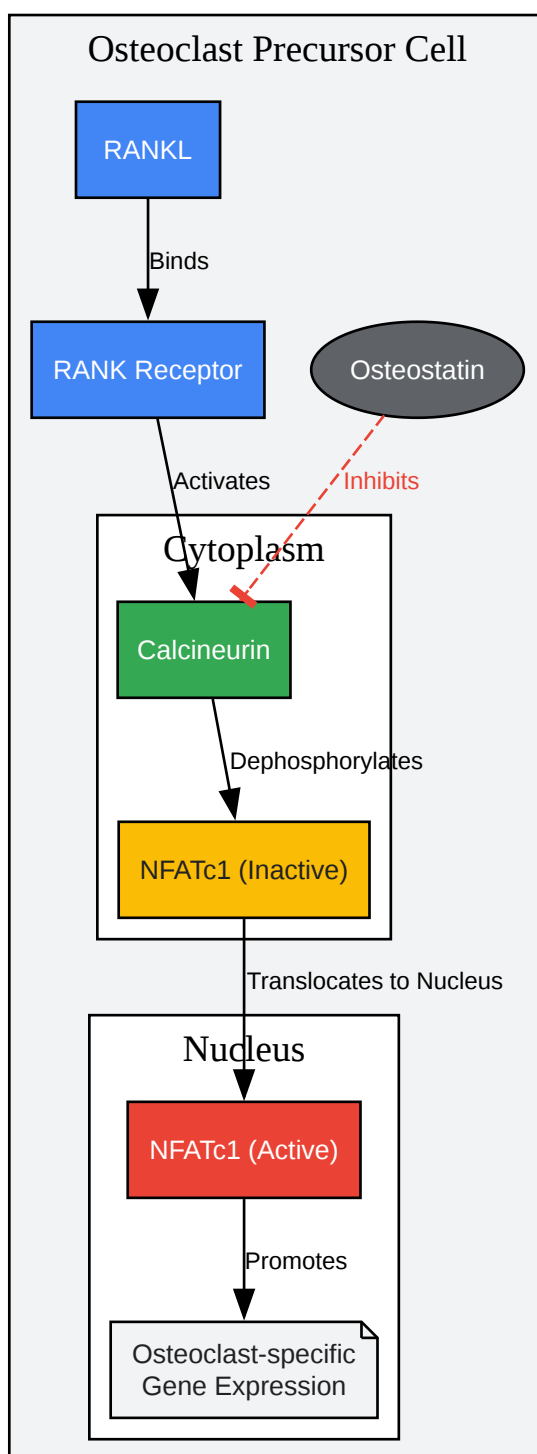 Osteoclast Precursor Cell
RANKL
Binds
RANK Receptor
Osteostatin
Activates
Inhibits
Cytoplasm
Calcineurin
Dephosphorylates
NFATc1 (Inactive)
Translocates to Nucleus
Nucleus
NFATc1 (Active)
Promotes
Osteoclast-specific
Gene Expression